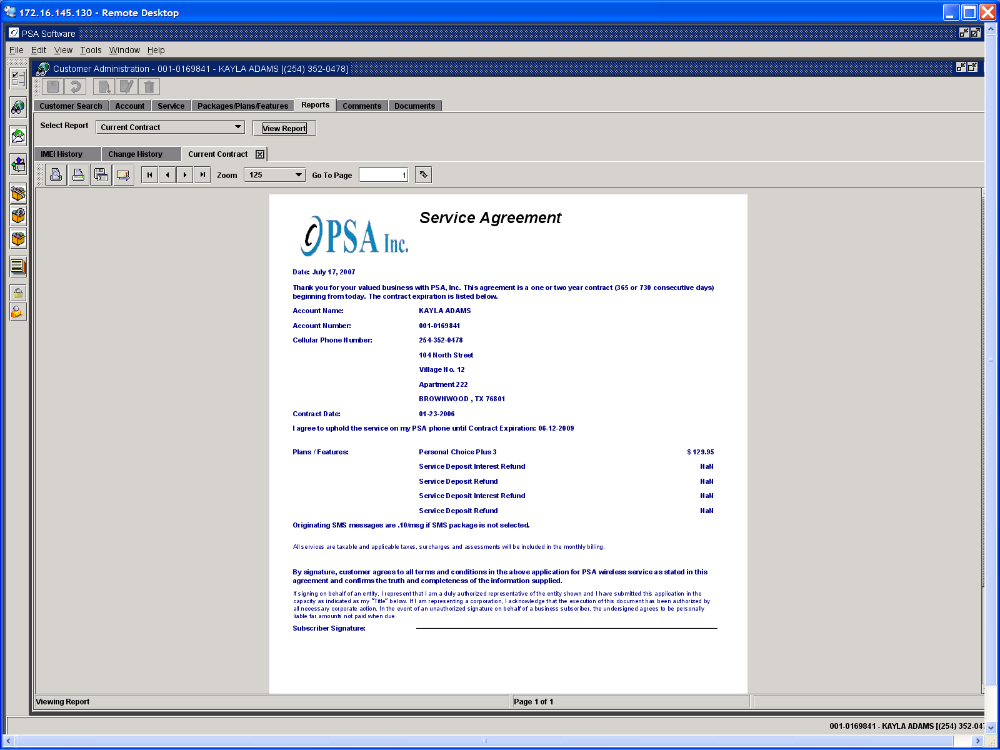 172.16.145.130 - Remote Desktop
PSA Software
File Edit View Tools Window Help
Customer Administration - 001-0169841 - KAYLA ADAMS [(254) 352-0478]
Customer Search Account Service Packages/Plans/Features Reports Comments Documents
Select Report Current Contract View Report
IMEI History Change History Current Contract
Zoom 125 Go To Page 1
Service Agreement
PSA Inc.
Date: July 17, 2007
Thank you for your valued business with PSA, Inc. This agreement is a one or two year contract (365 or 730 consecutive days)
beginning from today. The contract expiration is listed below.
Account Name: KAYLA ADAMS
Account Number: 001-0169841
Cellular Phone Number: 254-352-0478
104 North Street
Village No. 12
Apartment 222
BROWNWOOD , TX 76801
Contract Date: 01-23-2006
I agree to uphold the service on my PSA phone until Contract Expiration: 06-12-2009
Plans / Features: Personal Choice Plus 3 $ 129.95
Service Deposit Interest Refund NaN
Service Deposit Refund NaN
Service Deposit Interest Refund NaN
Service Deposit Refund NaN
Originating SMS messages are .10/msg if SMS package is not selected.
All services are taxable and applicable taxes, surcharges and assessments will be included in the monthly billing.
By signature, customer agrees to all terms and conditions in the above application for PSA wireless service as stated in this
agreement and confirms the truth and completeness of the information supplied.
If signing on behalf of an entity, I represent that I am a duly authorized representative of the entity shown and I have submitted this application in the
capacity as indicated as my "Title" below. If I am representing a corporation, I acknowledge that the execution of this document has been authorized by
all necessary corporate action. In the event of an unauthorized signature on behalf of a business subscriber, the undersigned agrees to be personally
liable far amounts not paid when due.
Subscriber Signature:
Viewing Report Page 1 of 1
001-0169841 - KAYLA ADAMS [(254) 352-047